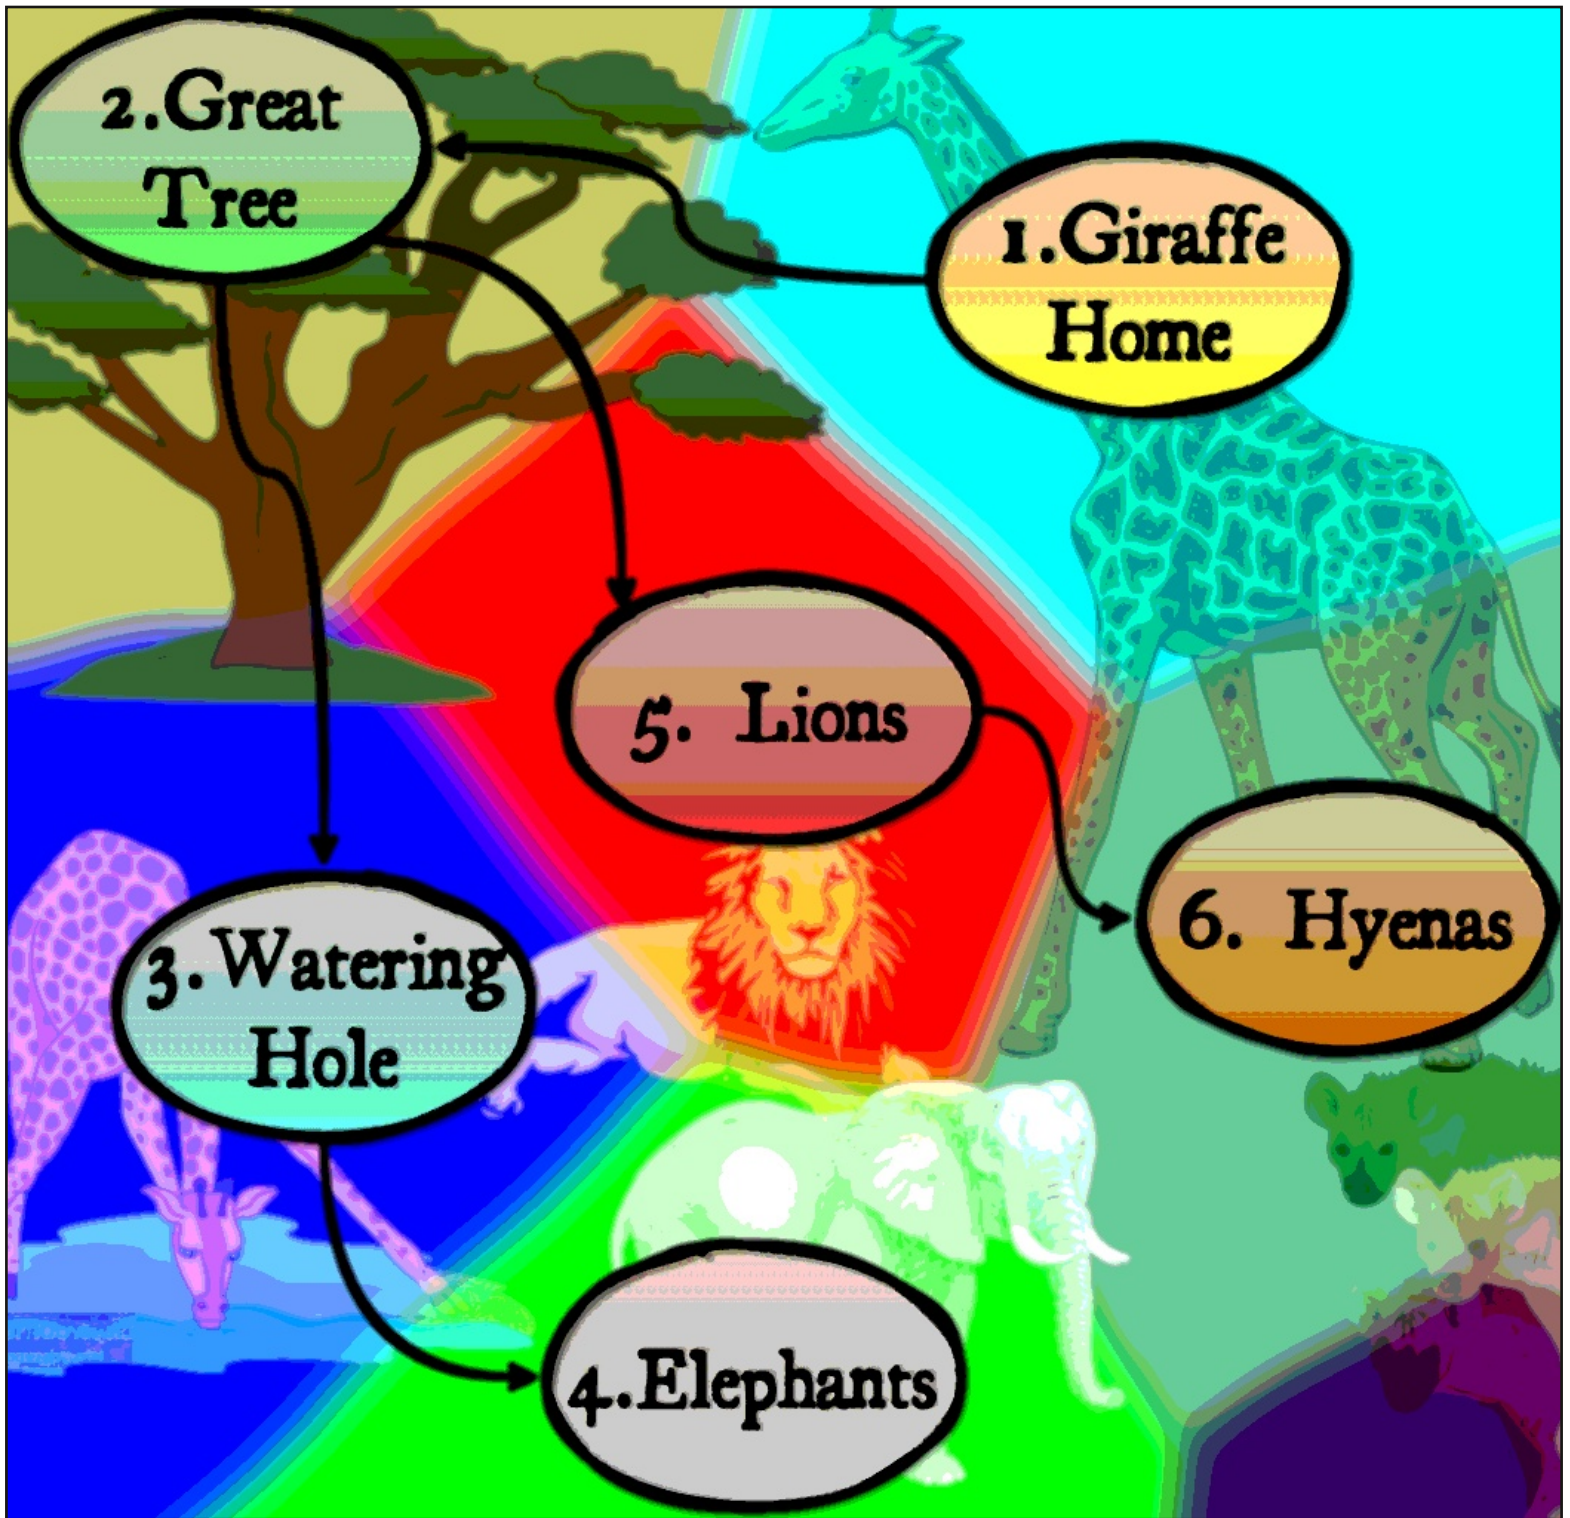 2.Great
Tree
1.Giraffe
Home
5. Lions
6. Hyenas
3.Watering
Hole
4.Elephants